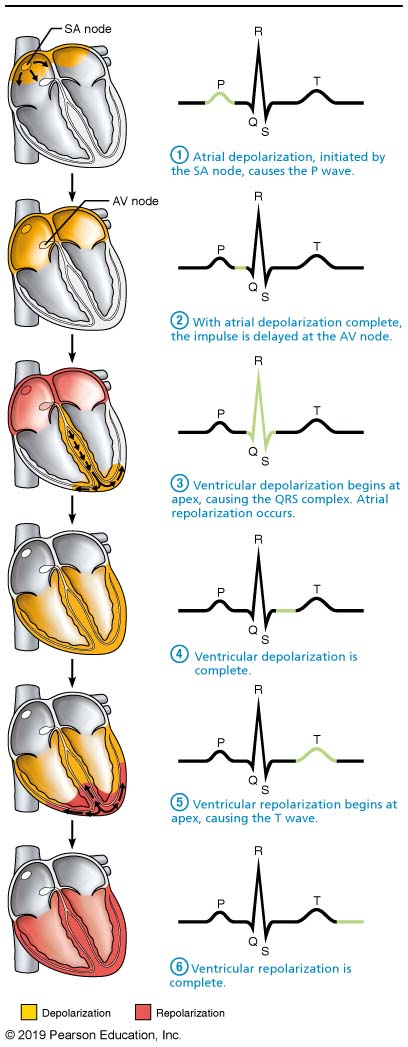 SA node
R
P
T
Q
S
① Atrial depolarization, initiated by
the SA node, causes the P wave.
AV node
R
P
T
Q
S
② With atrial depolarization complete,
the impulse is delayed at the AV node.
R
P
T
Q
S
③ Ventricular depolarization begins at
apex, causing the QRS complex. Atrial
repolarization occurs.
R
P
T
Q
S
④ Ventricular depolarization is
complete.
R
P
T
Q
S
⑤ Ventricular repolarization begins at
apex, causing the T wave.
R
P
T
Q
S
⑥ Ventricular repolarization is
complete.
Depolarization
Repolarization
© 2019 Pearson Education, Inc.